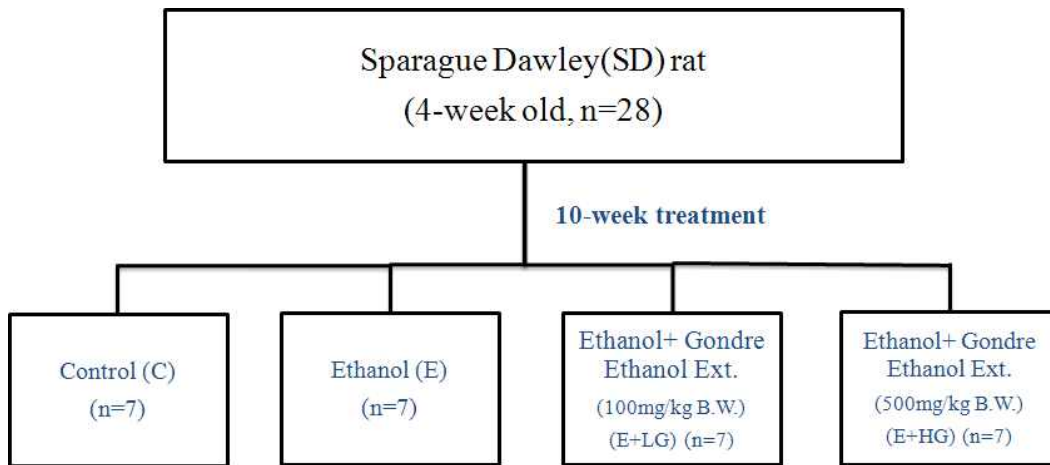 Sparague Dawley(SD) rat
(4-week old, n=28)
10-week treatment
Control (C)
(n=7)
Ethanol (E)
(n=7)
Ethanol+ Gondre
Ethanol Ext.
(100mg/kg B.W.)
(E+LG) (n=7)
Ethanol+ Gondre
Ethanol Ext.
(500mg/kg B.W.)
(E+HG) (n=7)